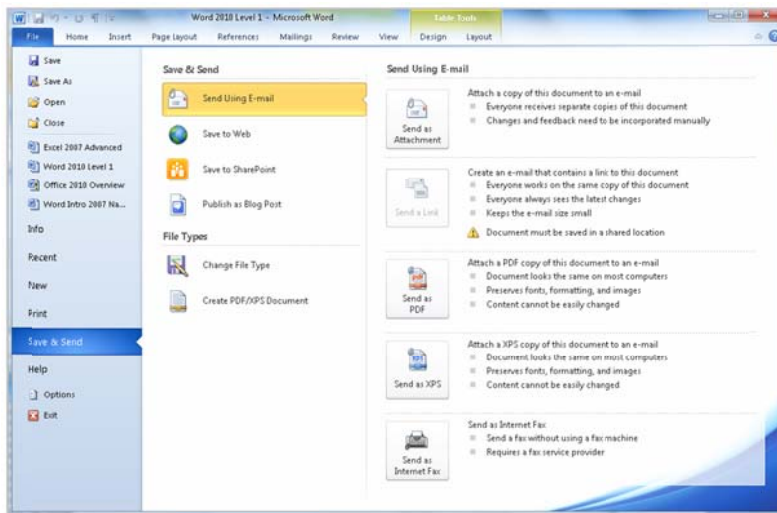 Word 2010 Level 1 - Microsoft Word
Table Tools
File Home Insert Page Layout References Mailings Review View Design Layout
Save
Save As
Open
Close
Excel 2007 Advanced
Word 2010 Level 1
Office 2010 Overview
Word Intro 2007 Na...
Info
Recent
New
Print
Save & Send
Help
Options
Exit
Save & Send
Send Using E-mail
Save to Web
Save to SharePoint
Publish as Blog Post
File Types
Change File Type
Create PDF/XPS Document
Send Using E-mail
Send as
Attachment
Attach a copy of this document to an e-mail
Everyone receives separate copies of this document
Changes and feedback need to be incorporated manually
Send a Link
Create an e-mail that contains a link to this document
Everyone works on the same copy of this document
Everyone always sees the latest changes
Keeps the e-mail size small
Document must be saved in a shared location
Send as
PDF
Attach a PDF copy of this document to an e-mail
Document looks the same on most computers
Preserves fonts, formatting, and images
Content cannot be easily changed
Send as XPS
Attach a XPS copy of this document to an e-mail
Document looks the same on most computers
Preserves fonts, formatting, and images
Content cannot be easily changed
Send as
Internet Fax
Send as Internet Fax
Send a fax without using a fax machine
Requires a fax service provider